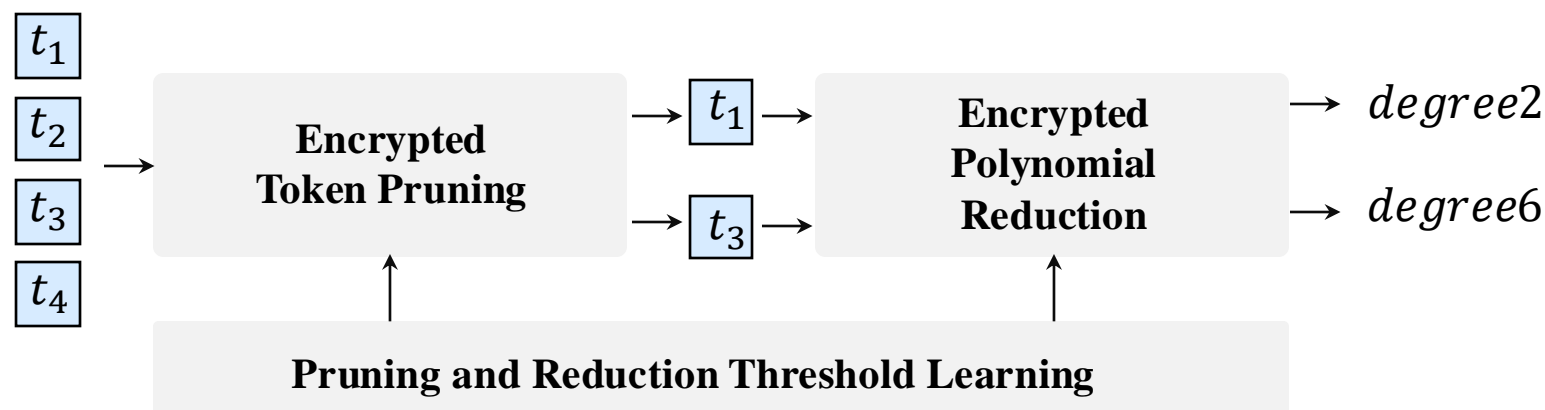 t₁
t₂
t₃
t₄
Encrypted
Token Pruning
t₁
t₃
Encrypted
Polynomial
Reduction
degree2
degree6
Pruning and Reduction Threshold Learning